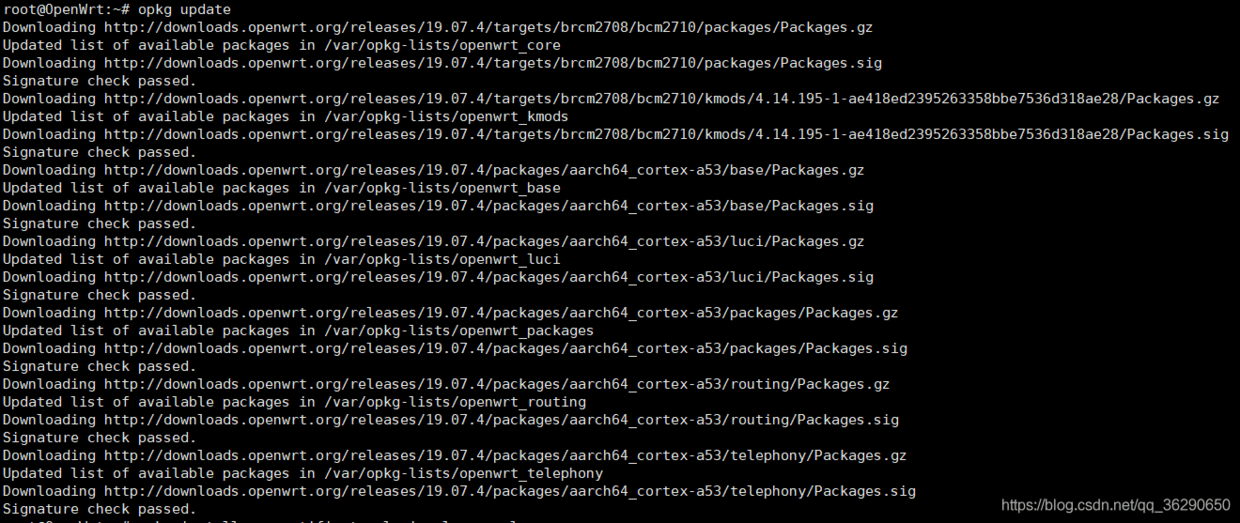 root@OpenWrt:~# opkg update
Downloading http://downloads.openwrt.org/releases/19.07.4/targets/brcm2708/bcm2710/packages/Packages.gz
Updated list of available packages in /var/opkg-lists/openwrt_core
Downloading http://downloads.openwrt.org/releases/19.07.4/targets/brcm2708/bcm2710/packages/Packages.sig
Signature check passed.
Downloading http://downloads.openwrt.org/releases/19.07.4/targets/brcm2708/bcm2710/kmods/4.14.195-1-ae418ed2395263358bbe7536d318ae28/Packages.gz
Updated list of available packages in /var/opkg-lists/openwrt_kmods
Downloading http://downloads.openwrt.org/releases/19.07.4/targets/brcm2708/bcm2710/kmods/4.14.195-1-ae418ed2395263358bbe7536d318ae28/Packages.sig
Signature check passed.
Downloading http://downloads.openwrt.org/releases/19.07.4/packages/aarch64_cortex-a53/base/Packages.gz
Updated list of available packages in /var/opkg-lists/openwrt_base
Downloading http://downloads.openwrt.org/releases/19.07.4/packages/aarch64_cortex-a53/base/Packages.sig
Signature check passed.
Downloading http://downloads.openwrt.org/releases/19.07.4/packages/aarch64_cortex-a53/luci/Packages.gz
Updated list of available packages in /var/opkg-lists/openwrt_luci
Downloading http://downloads.openwrt.org/releases/19.07.4/packages/aarch64_cortex-a53/luci/Packages.sig
Signature check passed.
Downloading http://downloads.openwrt.org/releases/19.07.4/packages/aarch64_cortex-a53/packages/Packages.gz
Updated list of available packages in /var/opkg-lists/openwrt_packages
Downloading http://downloads.openwrt.org/releases/19.07.4/packages/aarch64_cortex-a53/packages/Packages.sig
Signature check passed.
Downloading http://downloads.openwrt.org/releases/19.07.4/packages/aarch64_cortex-a53/routing/Packages.gz
Updated list of available packages in /var/opkg-lists/openwrt_routing
Downloading http://downloads.openwrt.org/releases/19.07.4/packages/aarch64_cortex-a53/routing/Packages.sig
Signature check passed.
Downloading http://downloads.openwrt.org/releases/19.07.4/packages/aarch64_cortex-a53/telephony/Packages.gz
Updated list of available packages in /var/opkg-lists/openwrt_telephony
Downloading http://downloads.openwrt.org/releases/19.07.4/packages/aarch64_cortex-a53/telephony/Packages.sig
Signature check passed.
https://blog.csdn.net/qq_36290650